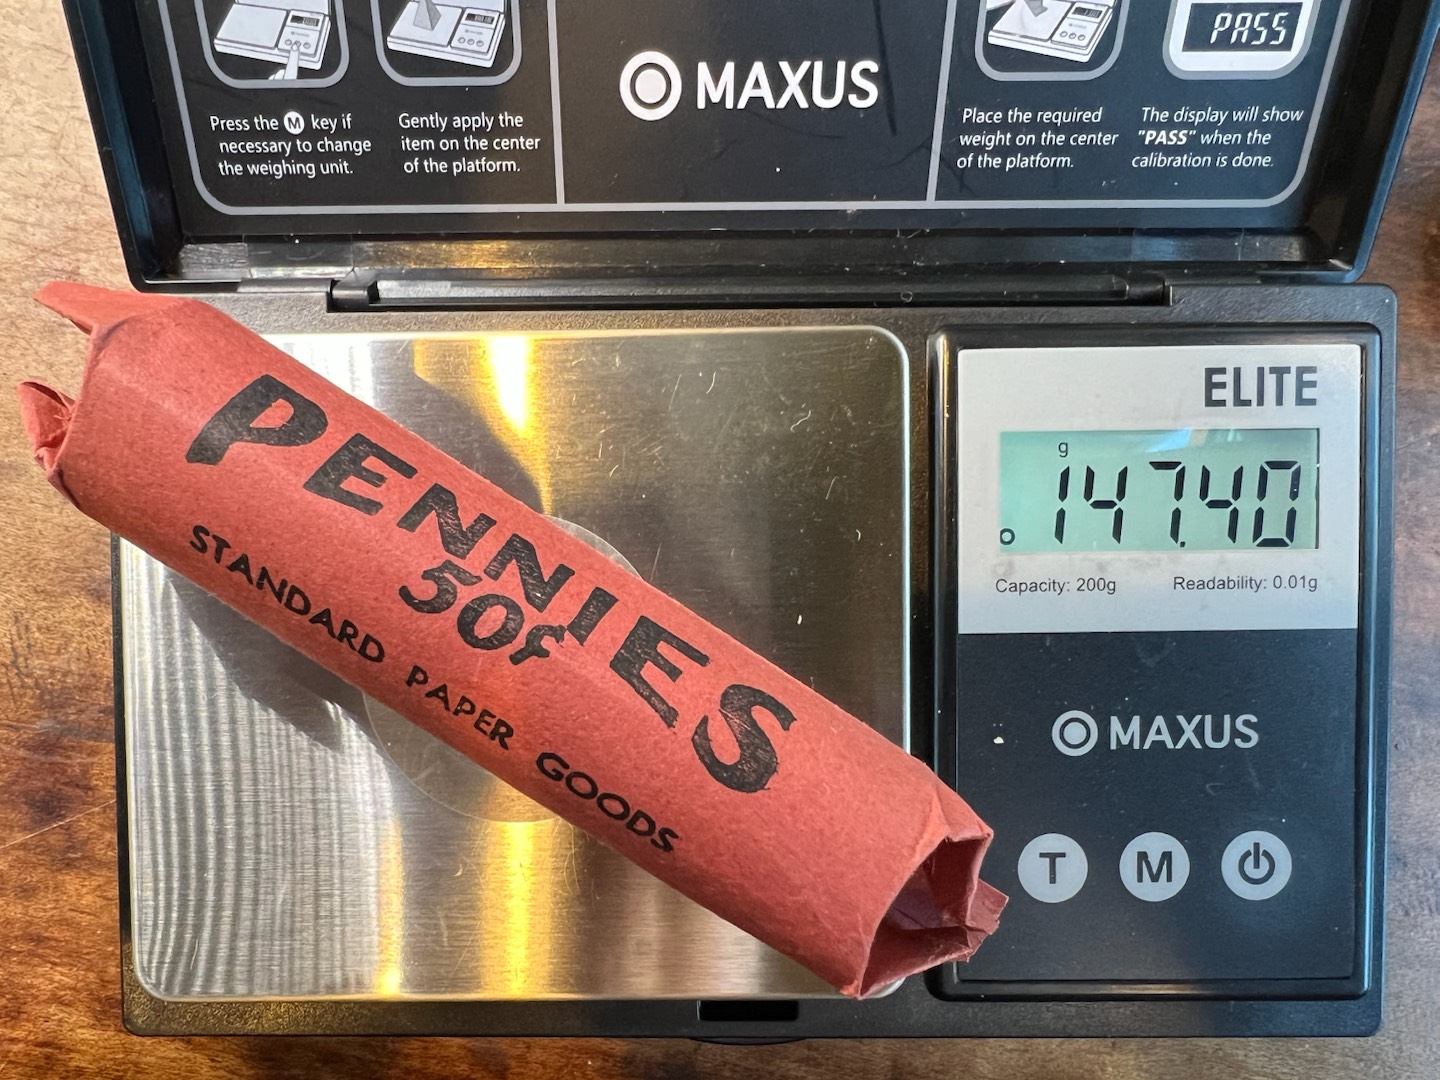 PASS
MAXUS
Press the M key if
necessary to change
the weighing unit.
Gently apply the
item on the center
of the platform.
Place the required
weight on the center
of the platform.
The display will show
"PASS" when the
calibration is done.
PENNIES
50¢
STANDARD PAPER GOODS
ELITE
g
147.40
Capacity: 200g
Readability: 0.01g
MAXUS
T
M